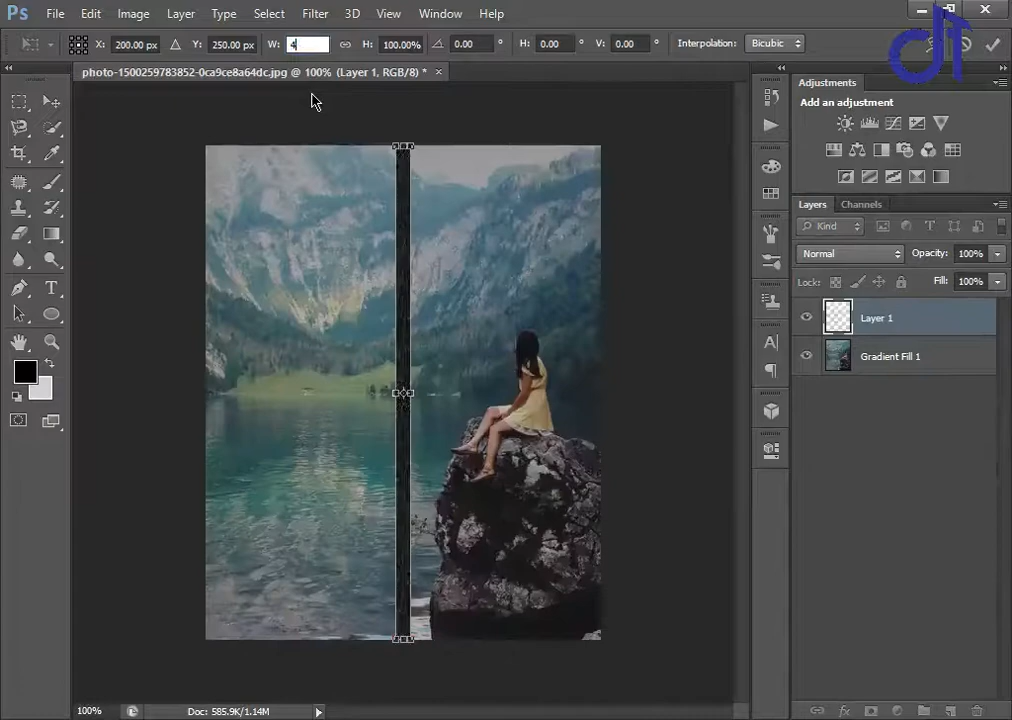 Ps File Edit Image Layer Type Select Filter 3D View Window Help
X: 200.00 px Y: 250.00 px W: 4 H: 100.00% 0.00 ° H: 0.00 ° V: 0.00 ° Interpolation: Bicubic
photo-1500259783852-0ca9ce8a64dc.jpg @ 100% (Layer 1, RGB/8) * ×
Adjustments
Add an adjustment
Layers Channels
Kind
Normal Opacity: 100%
Lock: Fill: 100%
Layer 1
Gradient Fill 1
100% Doc: 585.9K/1.14M